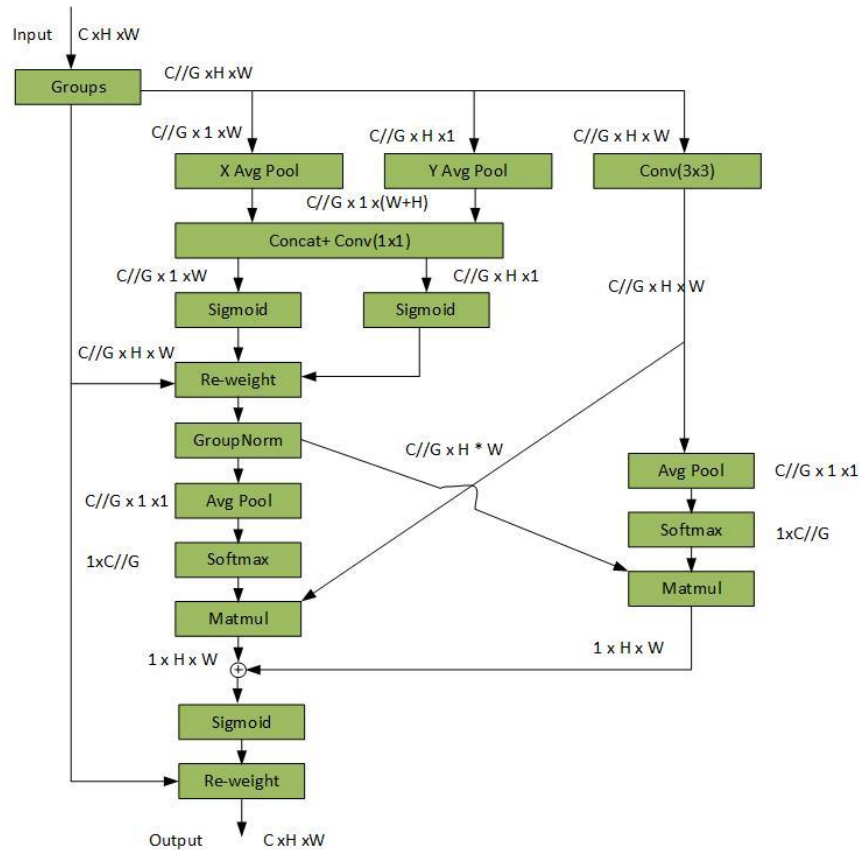 Input C xH xW
Groups
C//G xH xW
C//G x 1 xW
C//G x H x1
C//G x H x W
X Avg Pool
Y Avg Pool
Conv(3x3)
C//G x 1 x(W+H)
Concat+ Conv(1x1)
C//G x 1 xW
C//G x H x1
C//G x H x W
Sigmoid
Sigmoid
C//G x H x W
Re-weight
GroupNorm
C//G x H * W
Avg Pool
C//G x 1 x1
C//G x 1 x1
Avg Pool
Softmax
1xC//G
1xC//G
Softmax
Matmul
Matmul
1 x H x W
1 x H x W
+
Sigmoid
Re-weight
Output C xH xW